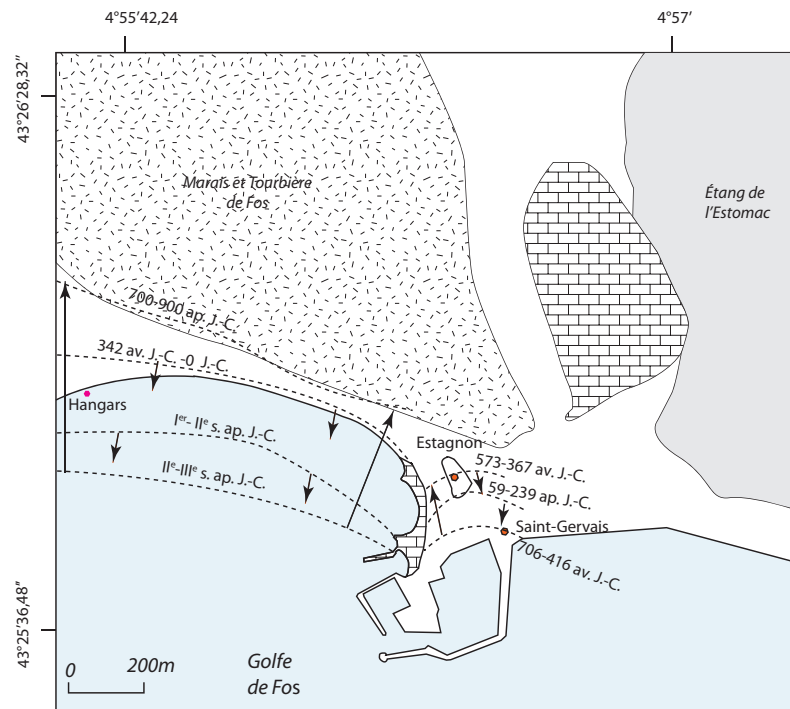 4°55’42,24
4°57’
43°26’28,32”
Marais et Tourbière
de Fos
Étang de
l’Estomac
700-900 ap. J.-C.
342 av. J.-C. -0 J.-C.
Hangars
Ier- IIe s. ap. J.-C.
Estagnon
IIe-IIIe s. ap. J.-C.
573-367 av. J.-C.
59-239 ap. J.-C.
Saint-Gervais
706-416 av. J.-C.
43°25’36,48”
0 200m
Golfe
de Fos